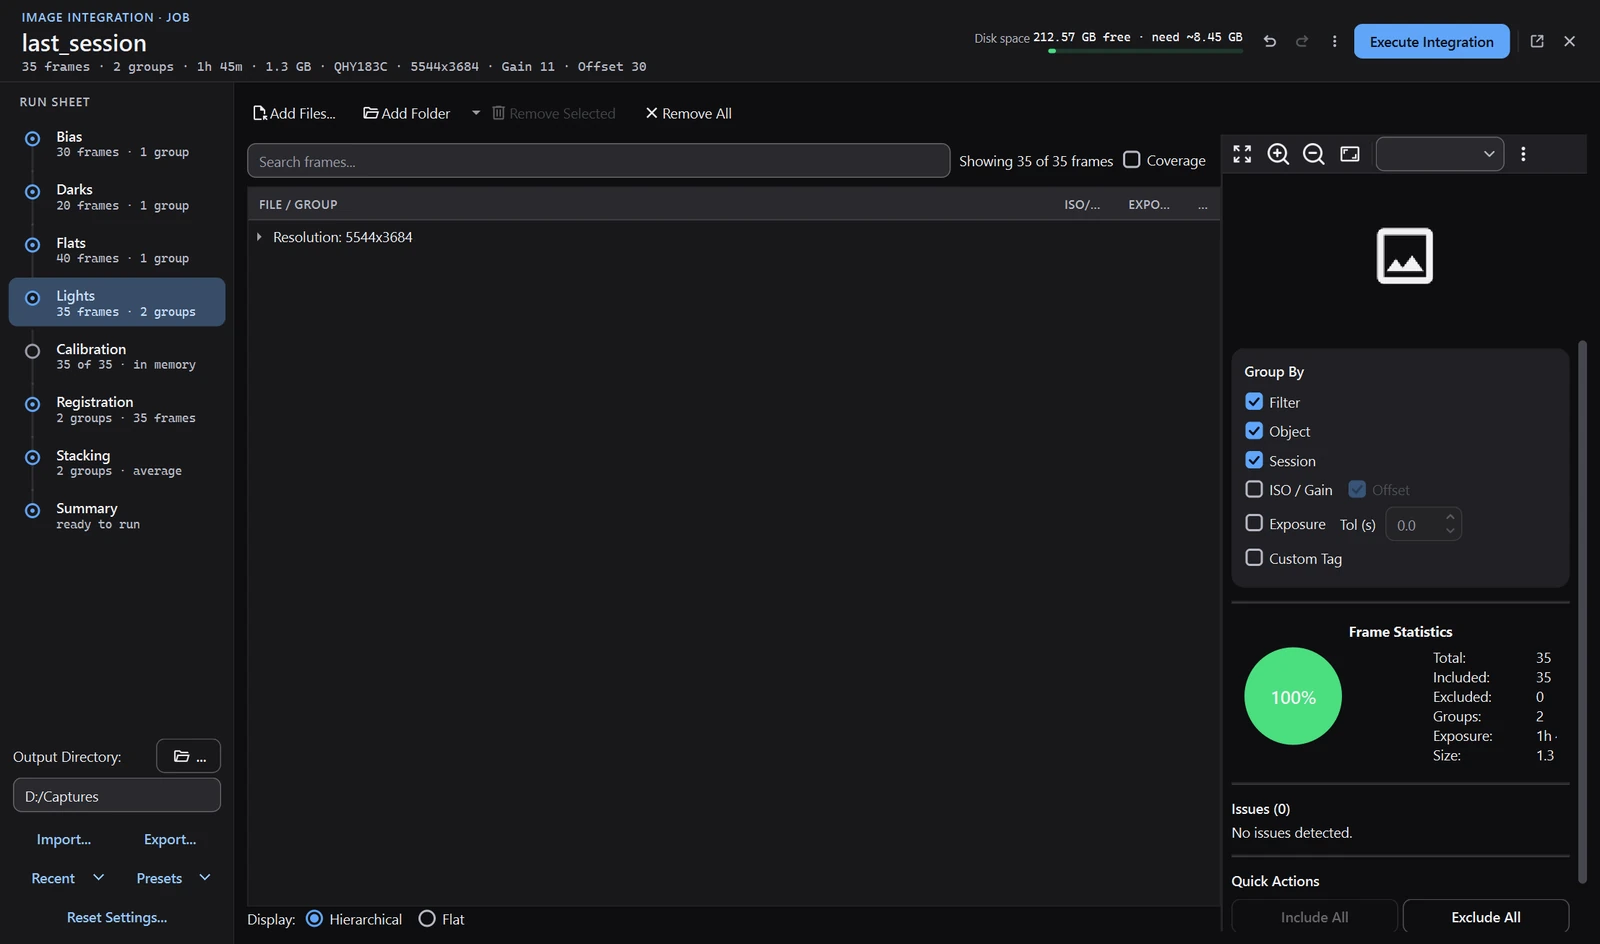 IMAGE INTEGRATION · JOB
last_session
35 frames · 2 groups · 1h 45m · 1.3 GB · QHY183C · 5544x3684 · Gain 11 · Offset 30
Disk space 212.57 GB free · need ~8.45 GB
Execute Integration
RUN SHEET
Bias
30 frames · 1 group
Darks
20 frames · 1 group
Flats
40 frames · 1 group
Lights
35 frames · 2 groups
Calibration
35 of 35 · in memory
Registration
2 groups · 35 frames
Stacking
2 groups · average
Summary
ready to run
Output Directory:
...
D:/Captures
Import...
Export...
Recent
Presets
Reset Settings...
Add Files...
Add Folder
Remove Selected
Remove All
Search frames...
Showing 35 of 35 frames
Coverage
FILE / GROUP
ISO/...
EXPO...
...
Resolution: 5544x3684
Display:
Hierarchical
Flat
Group By
Filter
Object
Session
ISO / Gain
Offset
Exposure
Tol (s)
0.0
Custom Tag
Frame Statistics
100%
Total: 35
Included: 35
Excluded: 0
Groups: 2
Exposure: 1h
Size: 1.3
Issues (0)
No issues detected.
Quick Actions
Include All
Exclude All